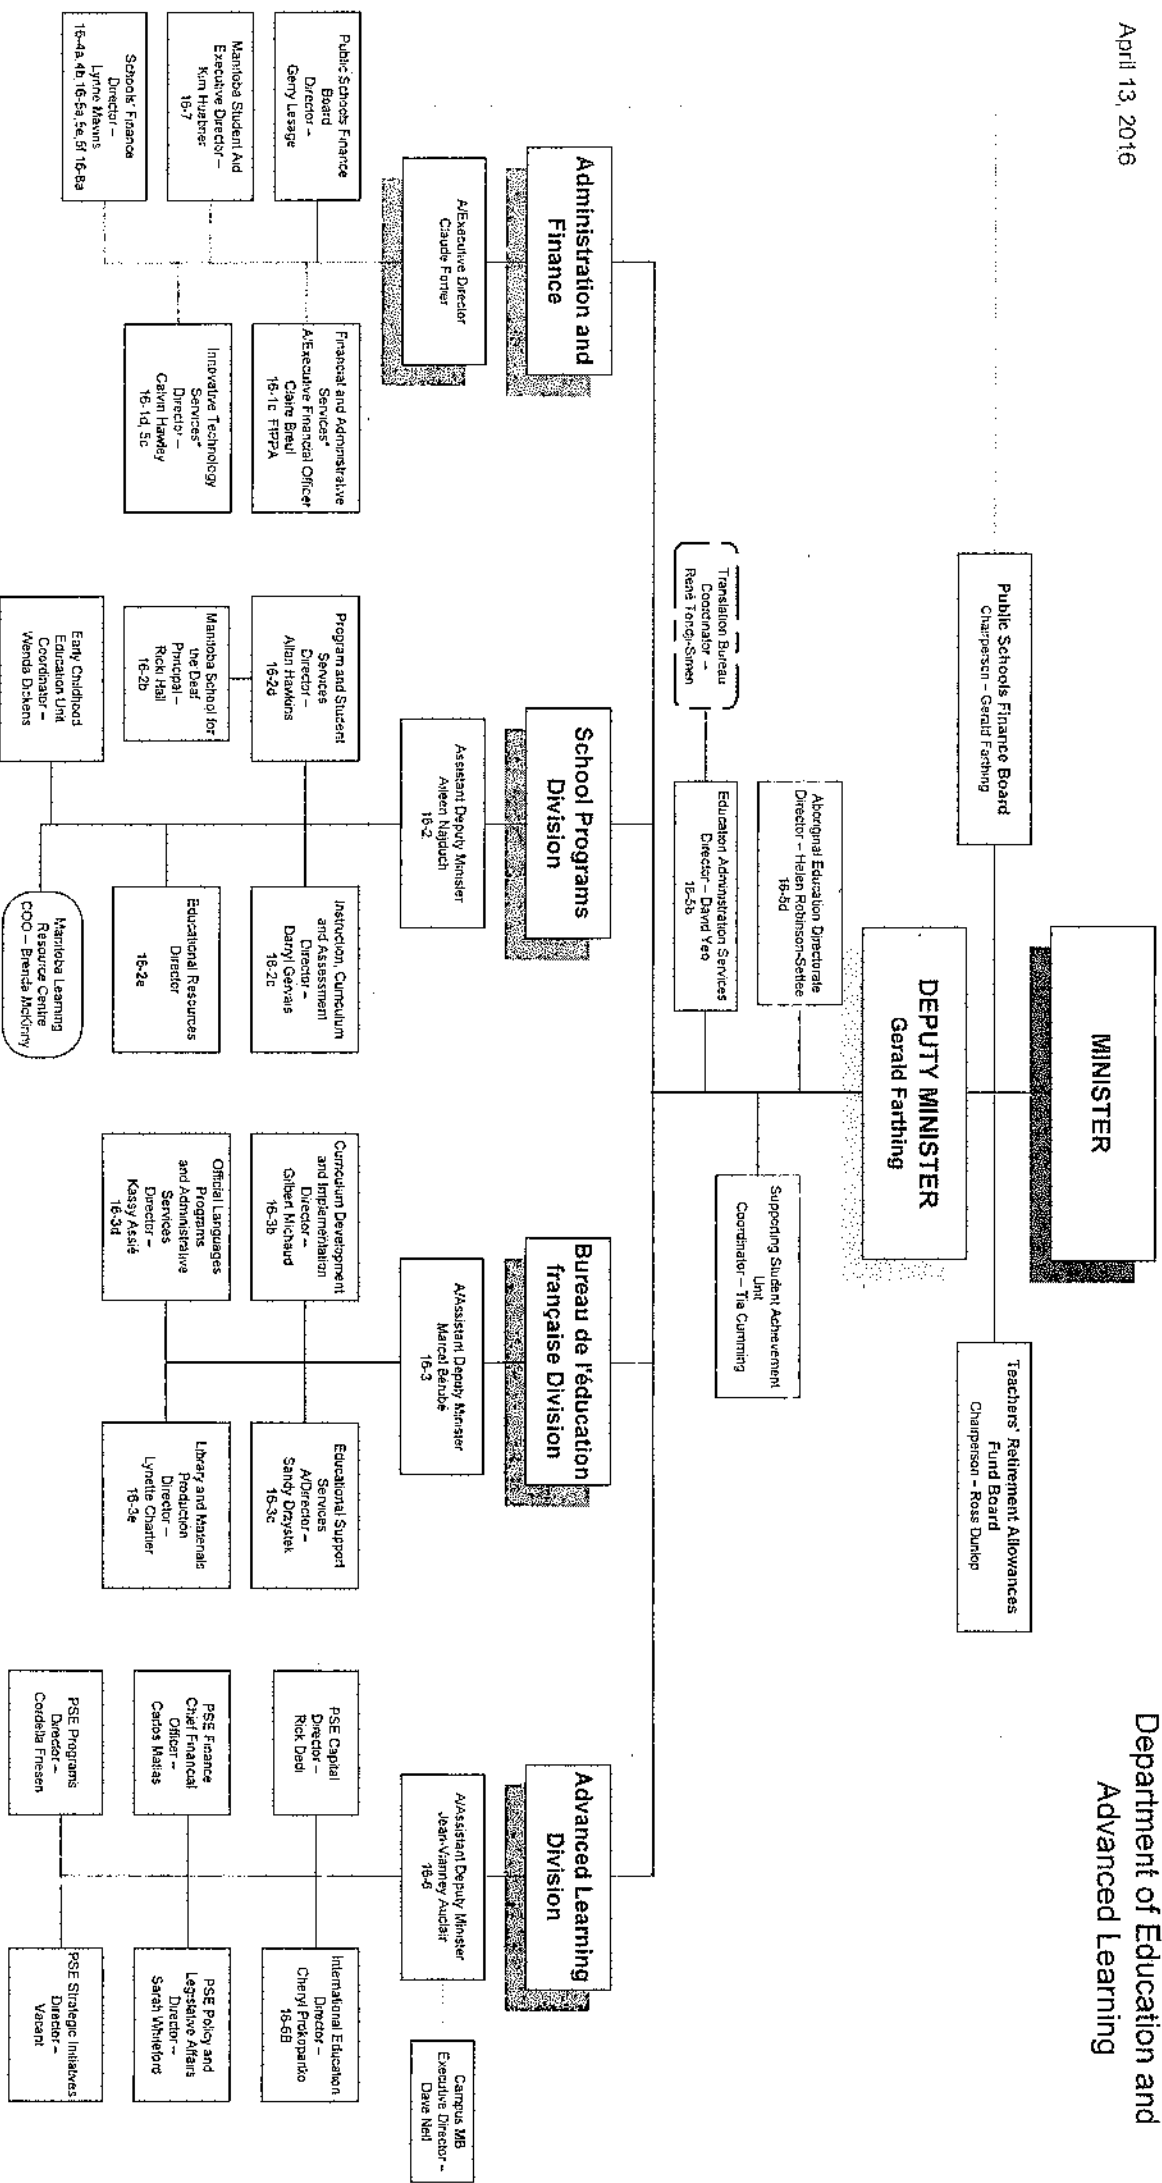 April 13, 2016
Department of Education and
Advanced Learning
MINISTER
Public Schools Finance Board
Chairperson – Gerald Farthing
Teachers' Retirement Allowances
Fund Board
Chairperson – Ross Dunlop
DEPUTY MINISTER
Gerald Farthing
Aboriginal Education Directorate
Director – Helen Robinson-Settee
16-5d
Supporting Student Achievement
Unit
Coordinator – Tia Cumming
Education Administration Services
Director – David Yeo
16-5b
Translation Bureau
Coordinator –
René Tondji-Simen
Administration and
Finance
A/Executive Director
Claude Fortier
Public Schools Finance
Board
Director –
Gerry Lesage
Financial and Administrative
Services*
A/Executive Financial Officer
Claire Breul
16-1c FIPPA
Manitoba Student Aid
Executive Director –
Kim Huebner
16-7
Innovative Technology
Services*
Director –
Calvin Hawley
16-1d, 5c
Schools' Finance
Director –
Lynne Mavins
16-4a,4b,16-5a,5e,5f 16-8a
School Programs
Division
Assistant Deputy Minister
Aileen Najduch
16-2
Program and Student
Services
Director –
Allan Hawkins
16-2d
Instruction, Curriculum
and Assessment
Director –
Darryl Gervais
16-2c
Manitoba School for
the Deaf
Principal –
Ricki Hall
16-2b
Educational Resources
Director
16-2e
Early Childhood
Education Unit
Coordinator –
Wenda Dickens
Manitoba Learning
Resource Centre
COO – Brenda McKinny
Bureau de l'éducation
française Division
A/Assistant Deputy Minister
Marcel Bérubé
16-3
Curriculum Development
and Implementation
Director –
Gilbert Michaud
16-3b
Educational Support
Services
A/Director –
Sandy Drzystek
16-3c
Official Languages
Programs
and Administrative
Services
Director –
Kassy Assié
16-3d
Library and Materials
Production
Director –
Lynette Chartier
16-3e
Advanced Learning
Division
A/Assistant Deputy Minister
Jean-Vianney Auclair
16-6
Campus MB
Executive Director –
Dave Neil
PSE Capital
Director –
Rick Dedi
International Education
Director –
Cheryl Prokopanko
16-6B
PSE Finance
Chief Financial
Officer –
Carlos Matias
PSE Policy and
Legislative Affairs
Director –
Sarah Whiteford
PSE Programs
Director –
Cordella Friesen
PSE Strategic Initiatives
Director –
Vacant